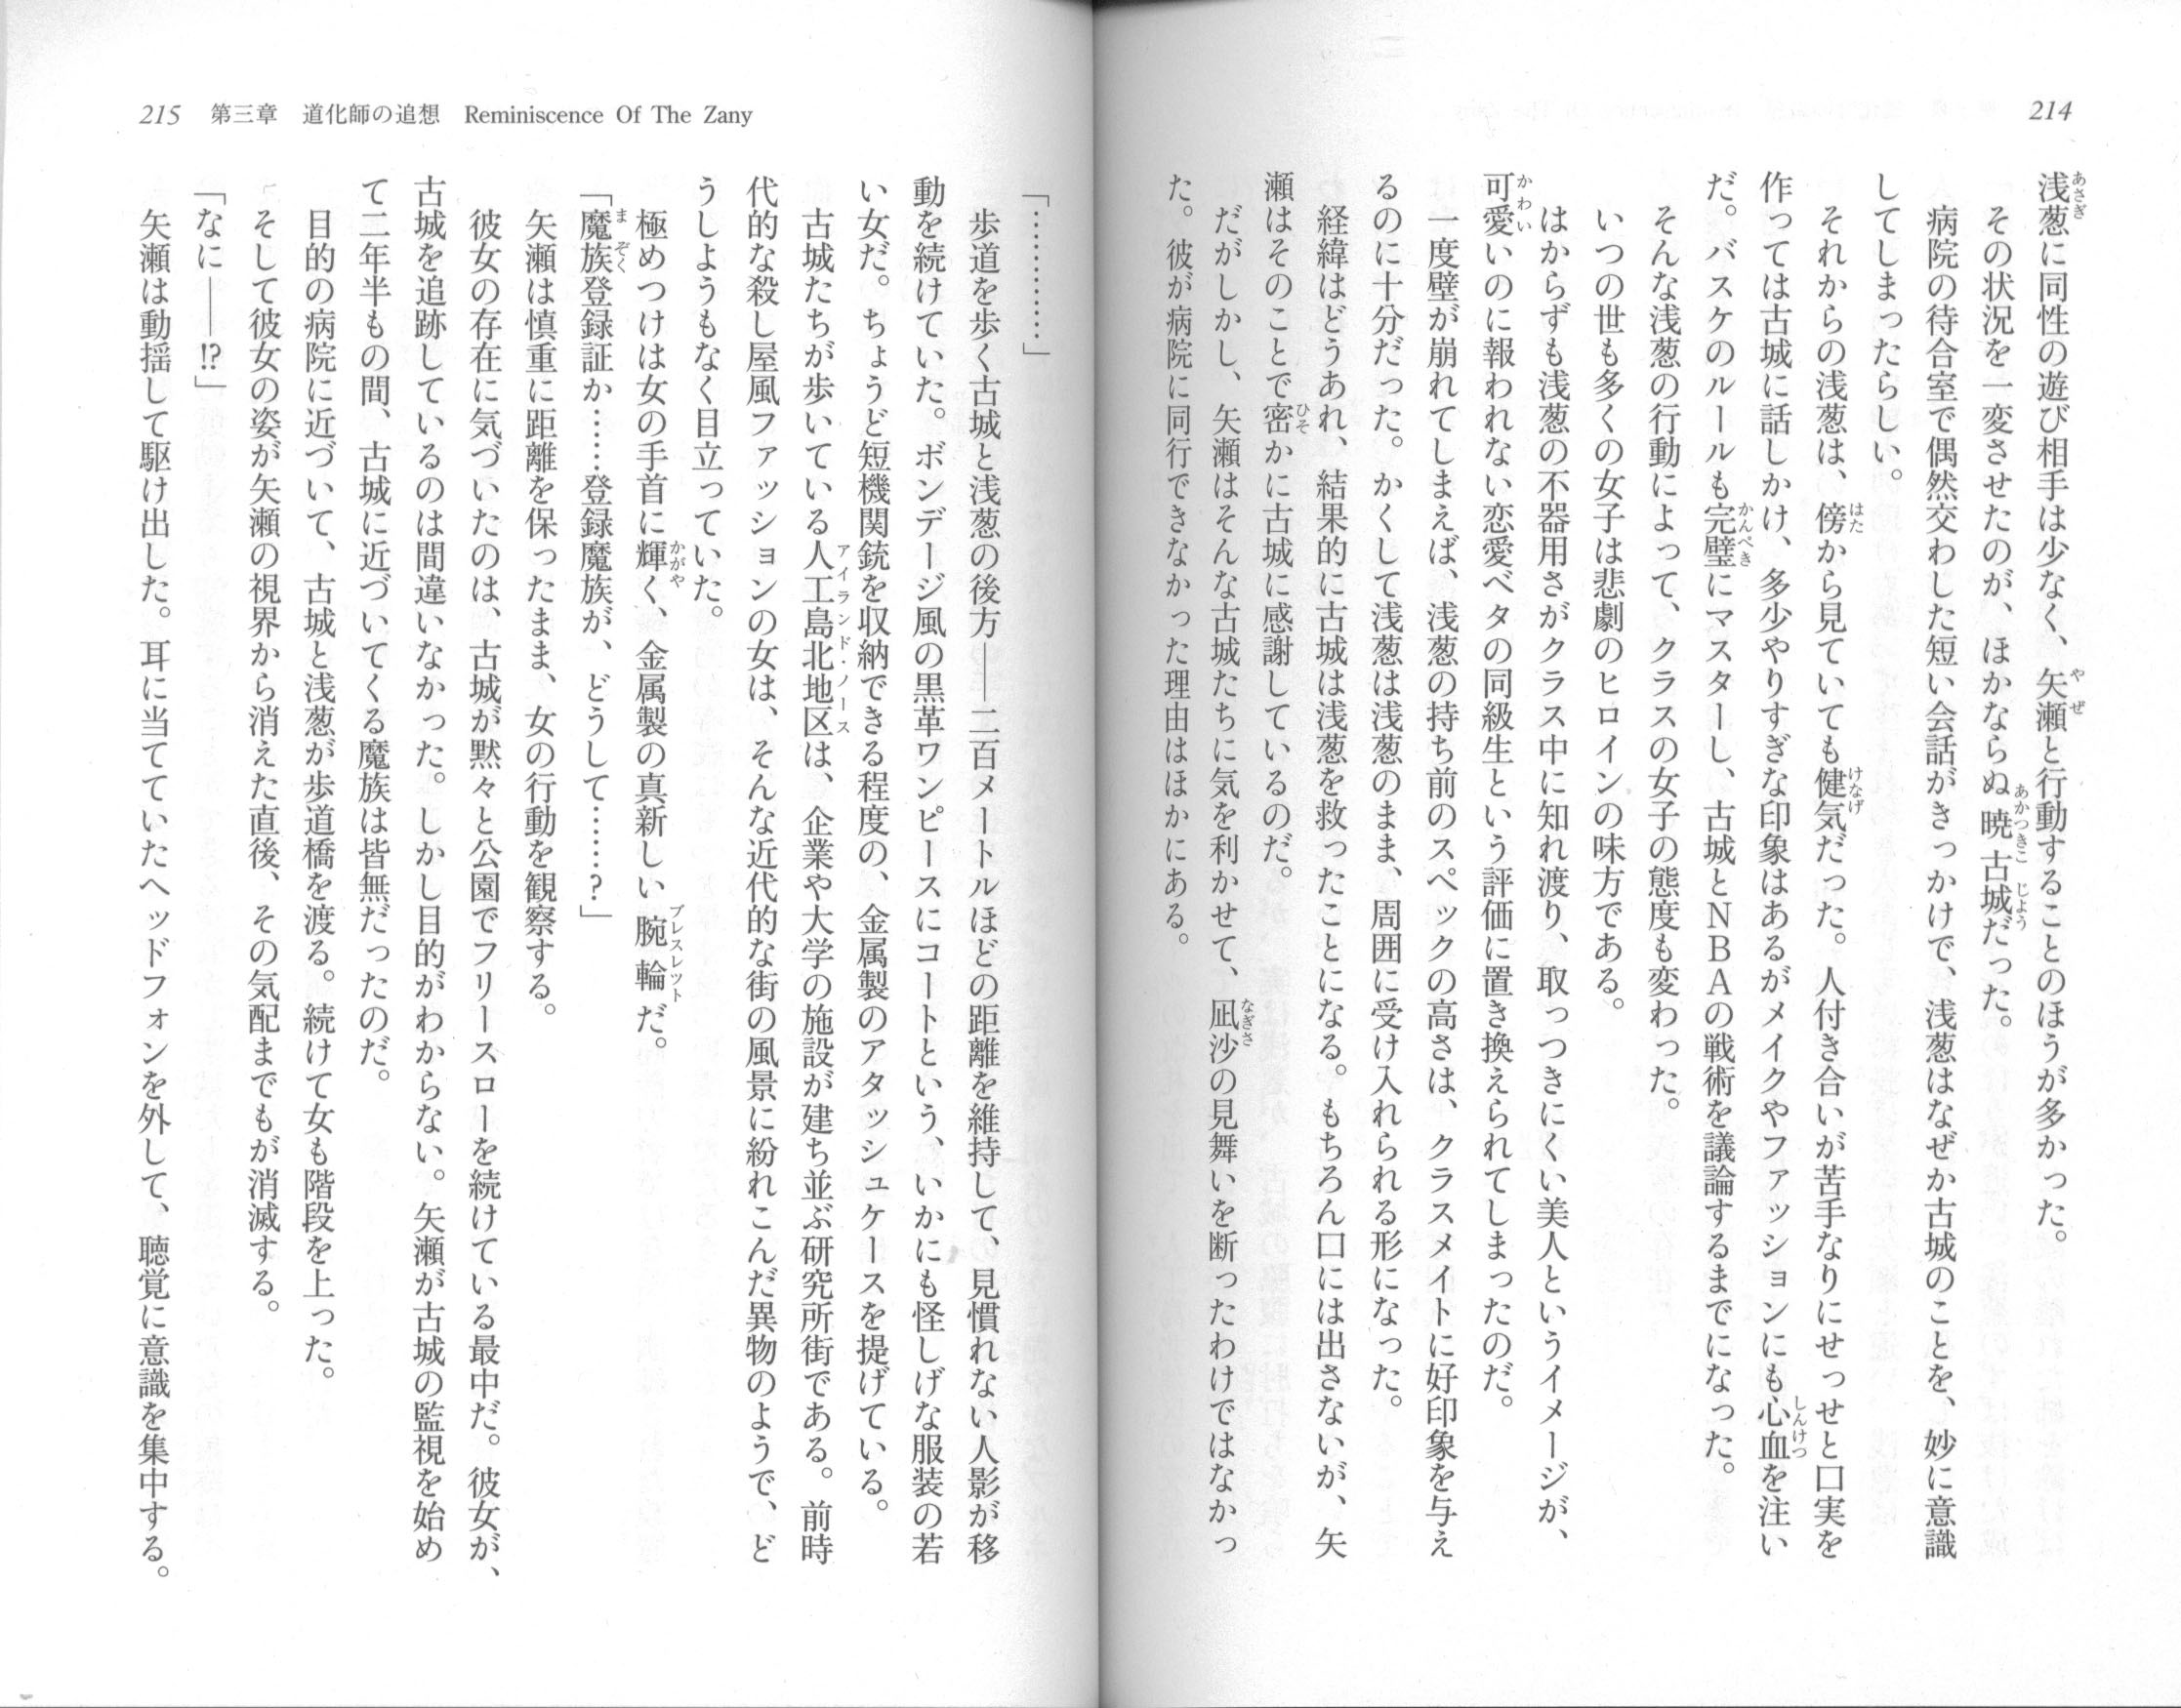 214
浅葱に同性の遊び相手は少なく、矢瀬と行動することのほうが多かった。
その状況を一変させたのが、ほかならぬ暁古城だった。
病院の待合室で偶然交わした短い会話がきっかけで、浅葱はなぜか古城のことを、妙に意識
してしまったらしい。
それからの浅葱は、傍から見ていても健気だった。人付き合いが苦手なりにせっせと口実を
作っては古城に話しかけ、多少やりすぎな印象はあるがメイクやファッションにも心血を注い
だ。バスケのルールも完璧にマスターし、古城とNBAの戦術を議論するまでになった。
そんな浅葱の行動によって、クラスの女子の態度も変わった。
いつの世も多くの女子は悲劇のヒロインの味方である。
はからずも浅葱の不器用さがクラス中に知れ渡り、取っつきにくい美人というイメージが、
可愛いのに報われない恋愛ベタの同級生という評価に置き換えられてしまったのだ。
一度壁が崩れてしまえば、浅葱の持ち前のスペックの高さは、クラスメイトに好印象を与え
るのに十分だった。かくして浅葱は浅葱のまま、周囲に受け入れられる形になった。
経緯はどうあれ、結果的に古城は浅葱を救ったことになる。もちろん口には出さないが、矢
瀬はそのことで密かに古城に感謝しているのだ。
だがしかし、矢瀬はそんな古城たちに気を利かせて、凪沙の見舞いを断ったわけではなかっ
た。彼が病院に同行できなかった理由はほかにある。
215 第三章 道化師の追想 Reminiscence Of The Zany
「…………」
歩道を歩く古城と浅葱の後方――二百メートルほどの距離を維持して、見慣れない人影が移
動を続けていた。ボンデージ風の黒革ワンピースにコートという、いかにも怪しげな服装の若
い女だ。ちょうど短機関銃を収納できる程度の、金属製のアタッシュケースを提げている。
古城たちが歩いている人工島北地区は、企業や大学の施設が建ち並ぶ研究所街である。前時
代的な殺し屋風ファッションの女は、そんな近代的な街の風景に紛れこんだ異物のようで、ど
うしようもなく目立っていた。
極めつけは女の手首に輝く、金属製の真新しい腕輪だ。
「魔族登録証か……登録魔族が、どうして……?」
矢瀬は慎重に距離を保ったまま、女の行動を観察する。
彼女の存在に気づいたのは、古城が黙々と公園でフリースローを続けている最中だ。彼女が、
古城を追跡しているのは間違いなかった。しかし目的がわからない。矢瀬が古城の監視を始め
て二年半もの間、古城に近づいてくる魔族は皆無だったのだ。
目的の病院に近づいて、古城と浅葱が歩道橋を渡る。続けて女も階段を上った。
そして彼女の姿が矢瀬の視界から消えた直後、その気配までもが消滅する。
「なに――!?」
矢瀬は動揺して駆け出した。耳に当てていたヘッドフォンを外して、聴覚に意識を集中する。